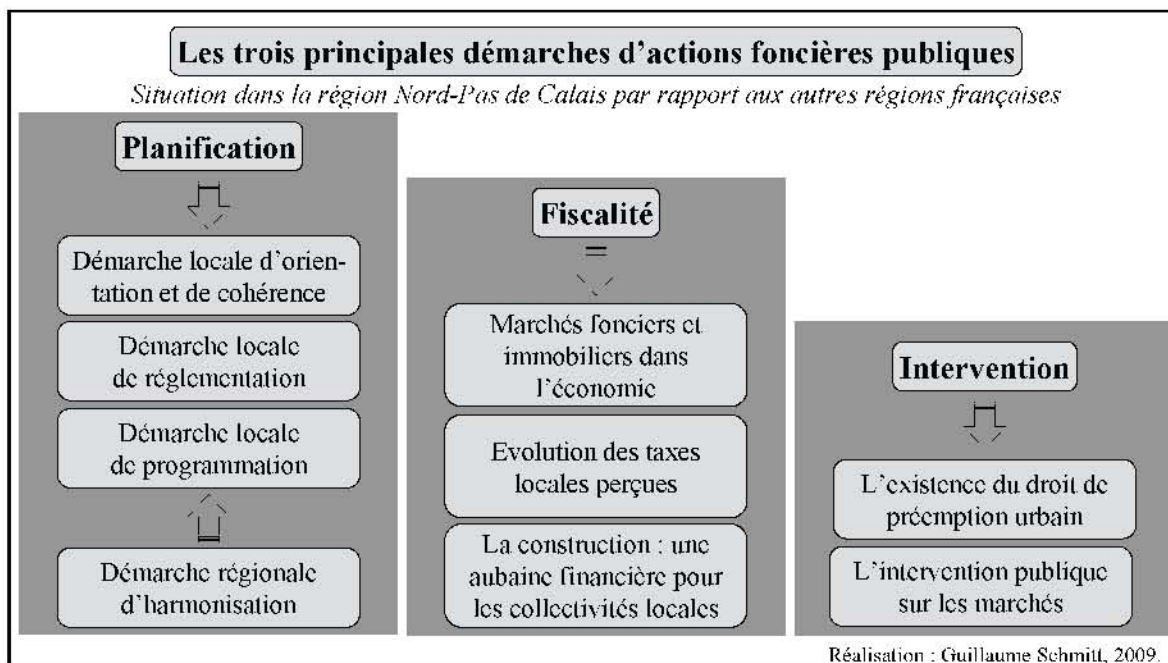 Les trois principales démarches d'actions foncières publiques
Situation dans la région Nord-Pas de Calais par rapport aux autres régions françaises
Planification
Démarche locale d'orien-
tation et de cohérence
Démarche locale
de réglementation
Démarche locale
de programmation
Démarche régionale
d'harmonisation
Fiscalité
Marchés fonciers et
immobiliers dans
l'économie
Evolution des taxes
locales perçues
La construction : une
aubaine financière pour
les collectivités locales
Intervention
L'existence du droit de
préemption urbain
L'intervention publique
sur les marchés
Réalisation : Guillaume Schmitt, 2009.